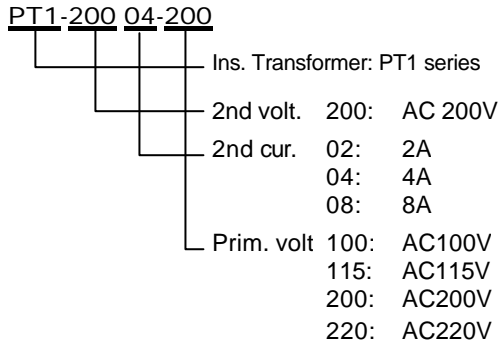 PT1-200 04-200
Ins. Transformer: PT1 series
2nd volt. 200: AC 200V
2nd cur. 02: 2A
04: 4A
08: 8A
Prim. volt 100: AC100V
115: AC115V
200: AC200V
220: AC220V